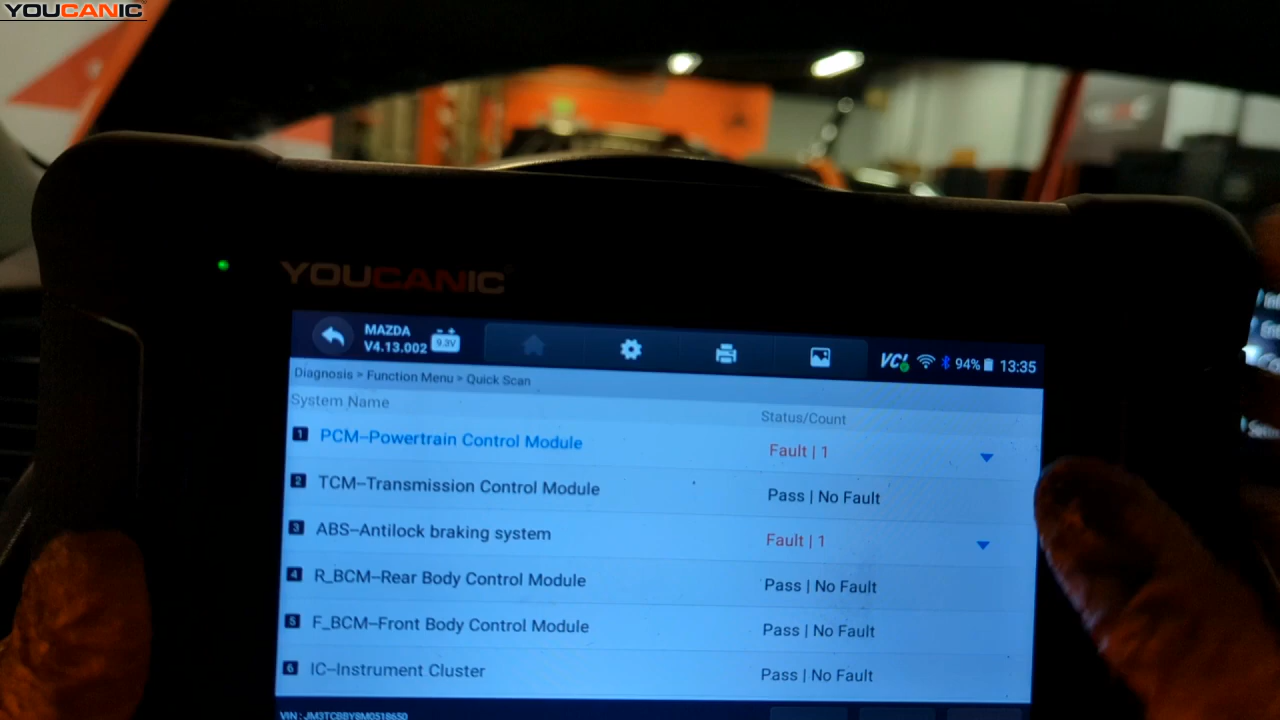 YOUCANIC
YOUCANIC
MAZDA
V4.13.002
9.3V
VCI
94%
13:35
Diagnosis > Function Menu > Quick Scan
System Name
Status/Count
1 PCM–Powertrain Control Module Fault | 1
2 TCM–Transmission Control Module Pass | No Fault
3 ABS–Antilock braking system Fault | 1
4 R_BCM–Rear Body Control Module Pass | No Fault
5 F_BCM–Front Body Control Module Pass | No Fault
6 IC–Instrument Cluster Pass | No Fault
VIN : JM3TCBBY8M0518650